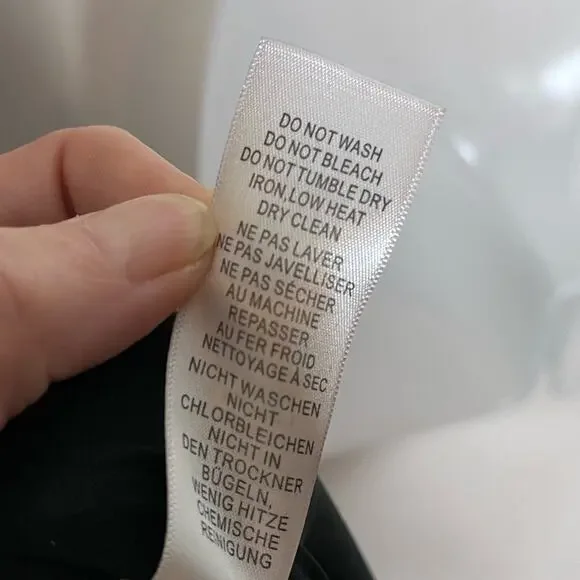 DO NOT WASH
DO NOT BLEACH
DO NOT TUMBLE DRY
IRON, LOW HEAT
DRY CLEAN
NE PAS LAVER
NE PAS JAVELLISER
NE PAS SÉCHER
AU MACHINE
REPASSER
AU FER FROID
NETTOYAGE À SEC
NICHT WASCHEN
NICHT
CHLORBLEICHEN
NICHT IN
DEN TROCKNER
BÜGELN,
WENIG HITZE
CHEMISCHE
REINIGUNG